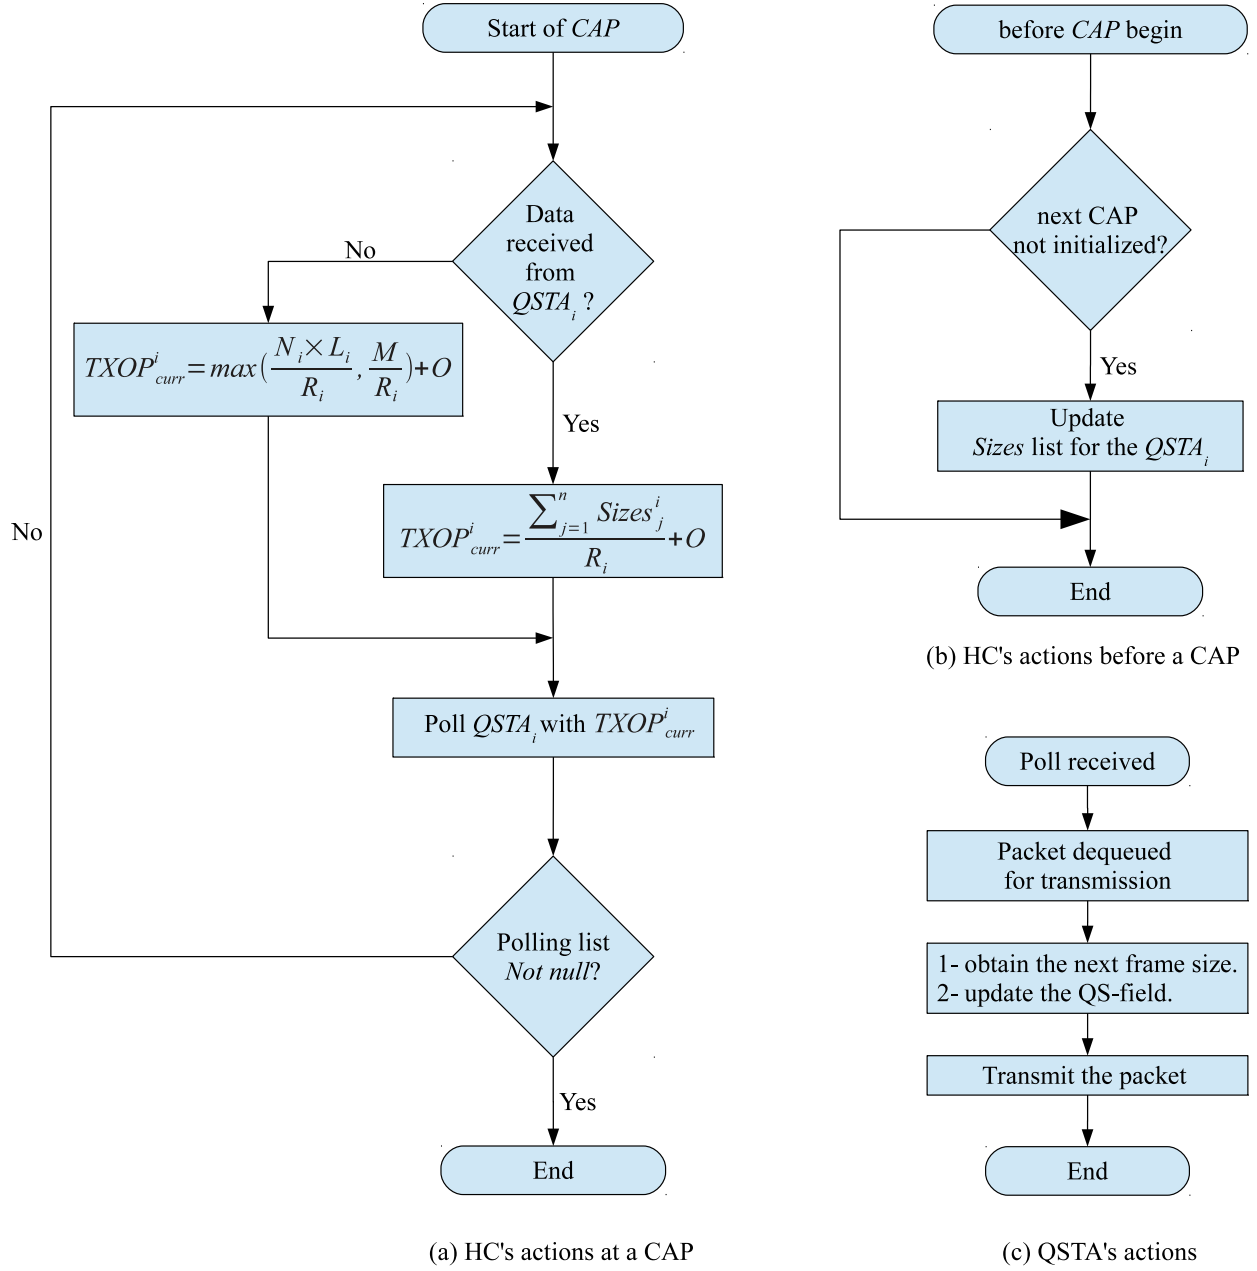 Start of CAP
Data
received
from
QSTA_i ?
No
TXOP^i_curr = max(N_i × L_i / R_i , M / R_i) + O
Yes
TXOP^i_curr = ∑^n_{j=1} Sizes^i_j / R_i + O
No
Poll QSTA_i with TXOP^i_curr
Polling list
Not null?
Yes
End
(a) HC's actions at a CAP
before CAP begin
next CAP
not initialized?
Yes
Update
Sizes list for the QSTA_i
End
(b) HC's actions before a CAP
Poll received
Packet dequeued
for transmission
1- obtain the next frame size.
2- update the QS-field.
Transmit the packet
End
(c) QSTA's actions